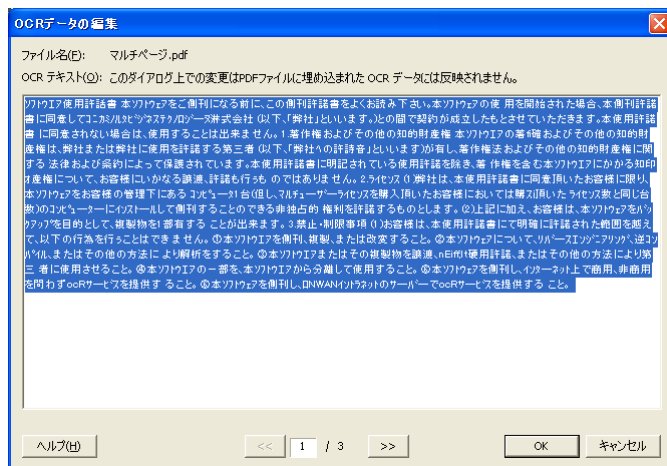 OCRデータの編集
ファイル名(F): マルチページ.pdf
OCR テキスト(O): このダイアログ上での変更はPDFファイルに埋め込まれた OCR データには反映されません。
ソフトウエア使用許話書 本ソフトウェアをご側刊になる前に、この側刊許諾書をよくお読み下さい。本ソフトウェアの使 用を開始された場合、本側刊許諾
書に同意してコニカミノルタビジネステクノロジーズ株式会社 (以下、「弊社」といいます。)との間で契約が成立したものとさせていただきます。本使用許諾
書 に同意されない場合は、使用することは出来ません。1.著作権およびその他の知的財産権 本ソフトウエアの著 権およびその他の知的財
産権は、弊社または弊社に使用を許諾する第三者 (以下、「弊社への許諾音」といいます)が有し、著作権法およびその他の知的財産権に関
する 法律および条約によって保護されています。本使用許諾書に明記されている使用許諾を除き、著 作権を含む本ソフトウエアにかかる知印
オ産権について、お客様にいかなる譲渡、許諾も行うも のではありません。2.ライセンス (l)弊社は、本使用許諾書に同意頂いたお客様に限り、
本ソフトウェアをお客様の管理下にある コンピュータ1台(但し、マルチューザーライセンスを購入頂いたお客様においては購ス頂いた ライセンス数と同じ台
数)のコンピューターにインストールして側刊することのできる非独占的 権利を許諾するものとします。(2)上記に加え、お客様は、本ソフトウエアをバッ
クアップを目的として、複製物を1部有する ことが出来ます。3.禁止・制限事項 (1)お客様は、本使用許諾書にて明確に許諾された範囲を越え
て、以下の行為を行うことはできません。①本ソフトウエアを側刊、複製、または改変すること。②本ソフトウェアについて、リバースエンジニアリング、逆コン
パイル、またはその他の方法に より解析をすること。③本ソフトウエアまたはその複製物を譲渡、 硬用許諾、またはその他の方法により第
三 者に使用させること。④本ソフトウエアの一部を、本ソフトウエアから分離して使用すること。⑥本ソフトウェアを側刊し、インターネット上で商用、非商用
を問わずocRサービスを提供す ること。⑥本ソフトウエアを側刊し、ロNWANイントラネットのサーバーでocRサービスを提供する こと。
ヘルプ(H) << 1 / 3 >> OK キャンセル